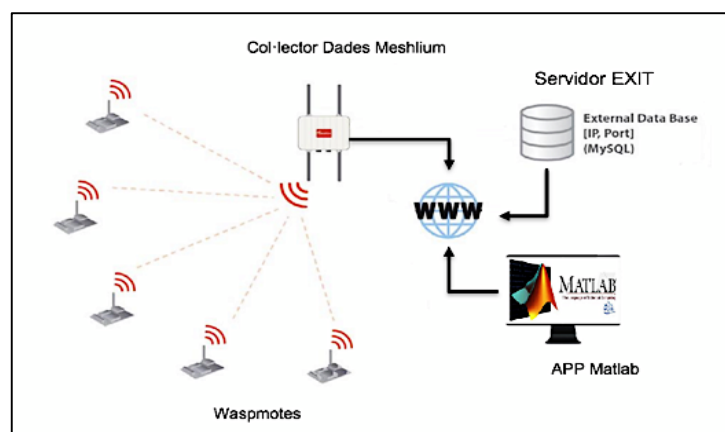 Col·lector Dades Meshlium
Servidor EXIT
External Data Base
[IP, Port]
(MySQL)
WWW
MATLAB
Waspmotes
APP Matlab